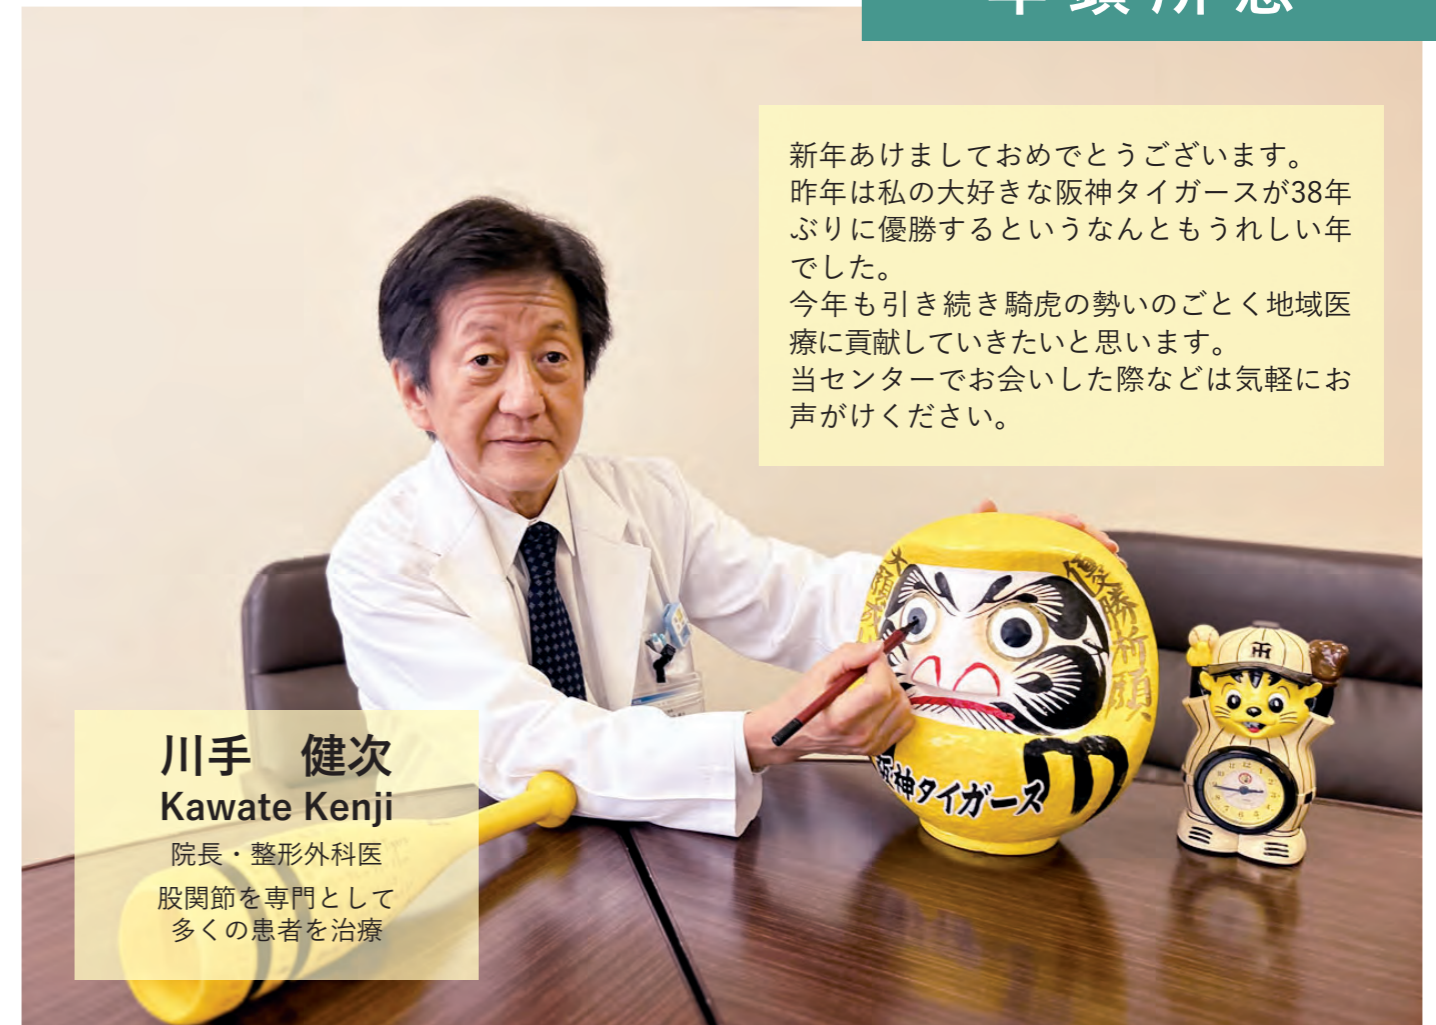 年頭所感
新年あけましておめでとうございます。
昨年は私の大好きな阪神タイガースが38年
ぶりに優勝するというなんともうれしい年
でした。
今年も引き続き騎虎の勢いのごとく地域医
療に貢献していきたいと思います。
当センターでお会いした際などは気軽にお
声がけください。
優勝祈願
阪神タイガース
川手　健次
Kawate Kenji
院長・整形外科医
股関節を専門として
多くの患者を治療